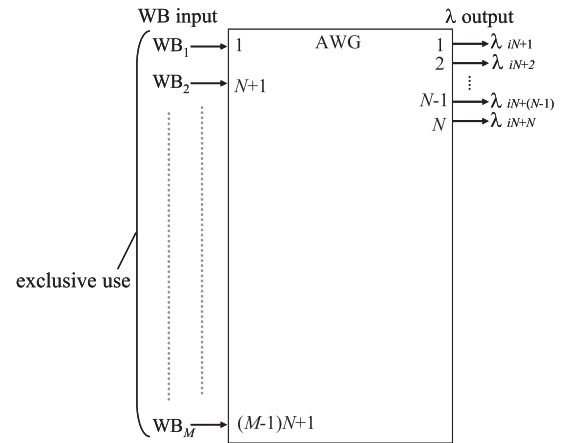 WB input
λ output
WB1
1
AWG
1
λ iN+1
WB2
N+1
2
λ iN+2
N-1
λ iN+(N-1)
N
λ iN+N
exclusive use
WBM
(M-1)N+1